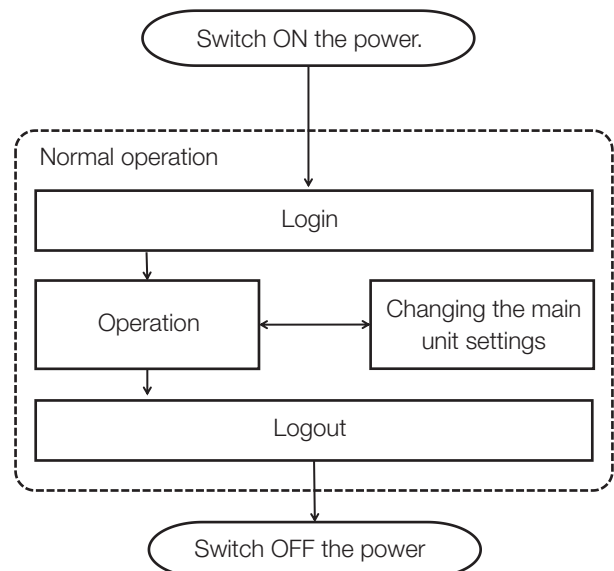 Switch ON the power.
Normal operation
Login
Operation
Changing the main
unit settings
Logout
Switch OFF the power